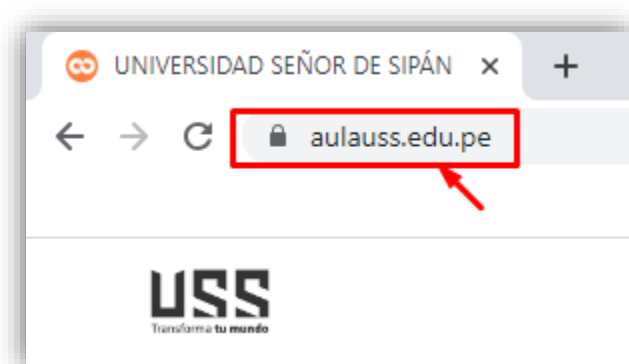 UNIVERSIDAD SEÑOR DE SIPÁN
aulauss.edu.pe
USS
Transforma tu mundo